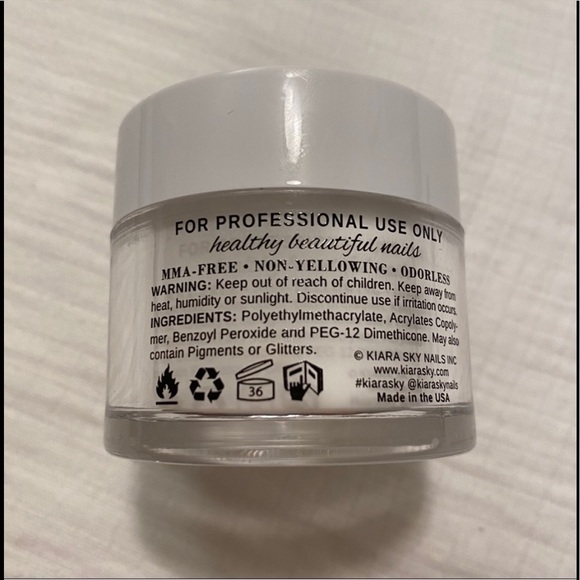 FOR PROFESSIONAL USE ONLY
healthy beautiful nails
MMA-FREE • NON-YELLOWING • ODORLESS
WARNING: Keep out of reach of children. Keep away from
heat, humidity or sunlight. Discontinue use if irritation occurs.
INGREDIENTS: Polyethylmethacrylate, Acrylates Copoly-
mer, Benzoyl Peroxide and PEG-12 Dimethicone. May also
contain Pigments or Glitters.
© KIARA SKY NAILS INC
www.kiarasky.com
#kiarasky @kiaraskynails
Made in the USA
36